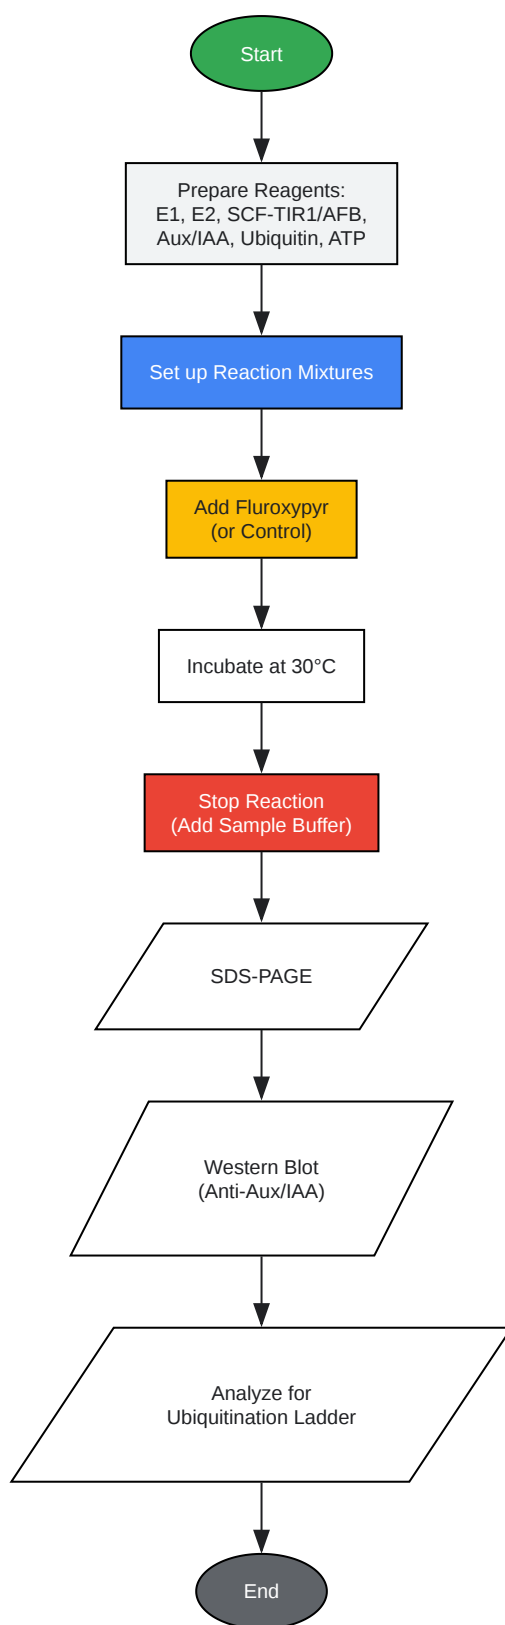 Start
Prepare Reagents:
E1, E2, SCF-TIR1/AFB,
Aux/IAA, Ubiquitin, ATP
Set up Reaction Mixtures
Add Fluroxypyr
(or Control)
Incubate at 30°C
Stop Reaction
(Add Sample Buffer)
SDS-PAGE
Western Blot
(Anti-Aux/IAA)
Analyze for
Ubiquitination Ladder
End